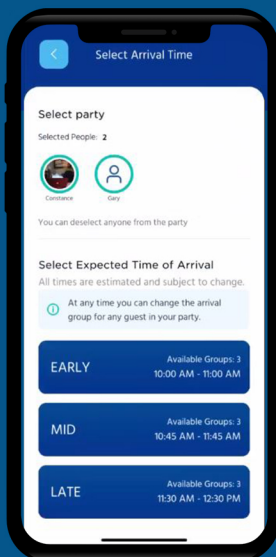 Select Arrival Time
Select party
Selected People: 2
Constance
Gary
You can deselect anyone from the party
Select Expected Time of Arrival
All times are estimated and subject to change.
At any time you can change the arrival
group for any guest in your party.
EARLY
Available Groups: 3
10:00 AM - 11:00 AM
MID
Available Groups: 3
10:45 AM - 11:45 AM
LATE
Available Groups: 3
11:30 AM - 12:30 PM